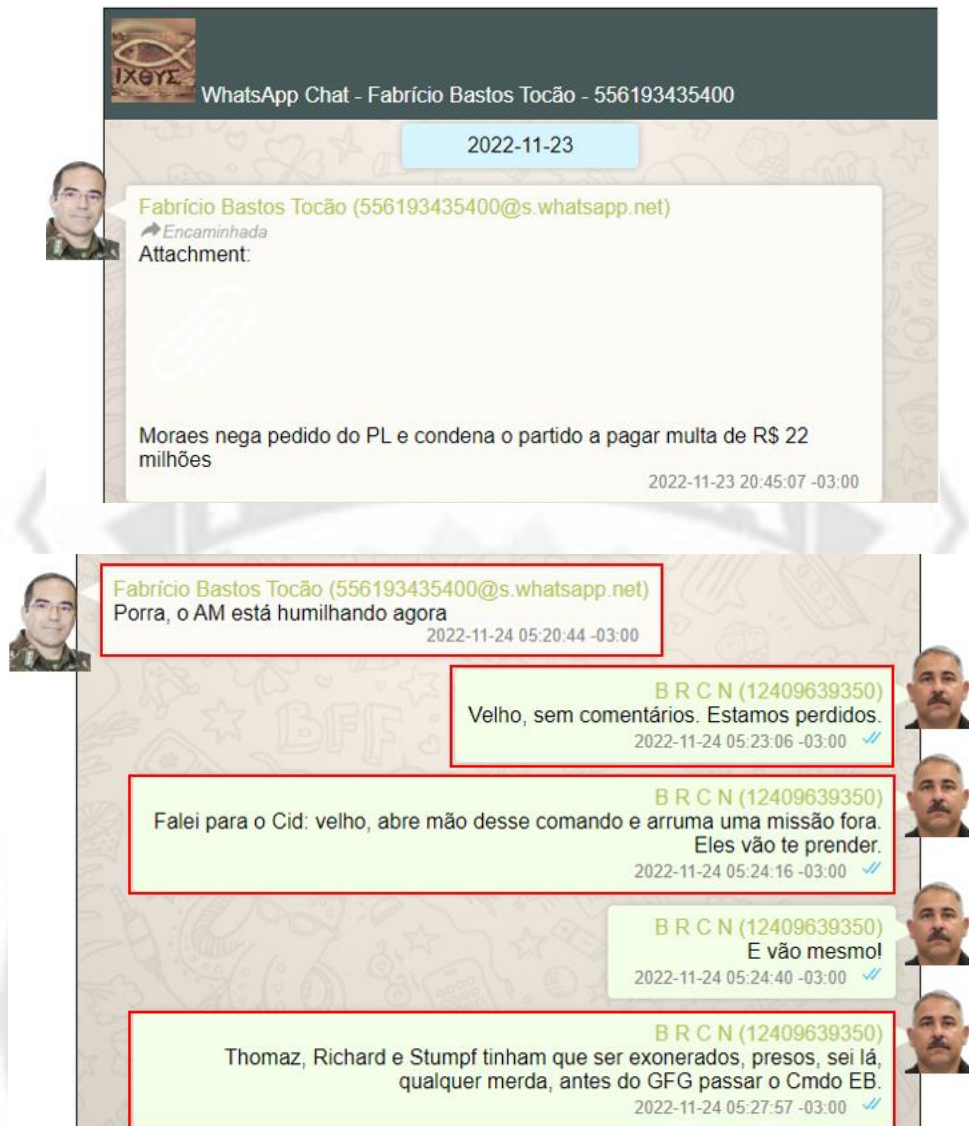 ΙΧΘΥΣ
WhatsApp Chat - Fabrício Bastos Tocão - 556193435400
2022-11-23
Fabrício Bastos Tocão (556193435400@s.whatsapp.net)
Encaminhada
Attachment:
Moraes nega pedido do PL e condena o partido a pagar multa de R$ 22
milhões
2022-11-23 20:45:07 -03:00
Fabrício Bastos Tocão (556193435400@s.whatsapp.net)
Porra, o AM está humilhando agora
2022-11-24 05:20:44 -03:00
B R C N (12409639350)
Velho, sem comentários. Estamos perdidos.
2022-11-24 05:23:06 -03:00
B R C N (12409639350)
Falei para o Cid: velho, abre mão desse comando e arruma uma missão fora.
Eles vão te prender.
2022-11-24 05:24:16 -03:00
B R C N (12409639350)
E vão mesmo!
2022-11-24 05:24:40 -03:00
B R C N (12409639350)
Thomaz, Richard e Stumpf tinham que ser exonerados, presos, sei lá,
qualquer merda, antes do GFG passar o Cmdo EB.
2022-11-24 05:27:57 -03:00
BFF